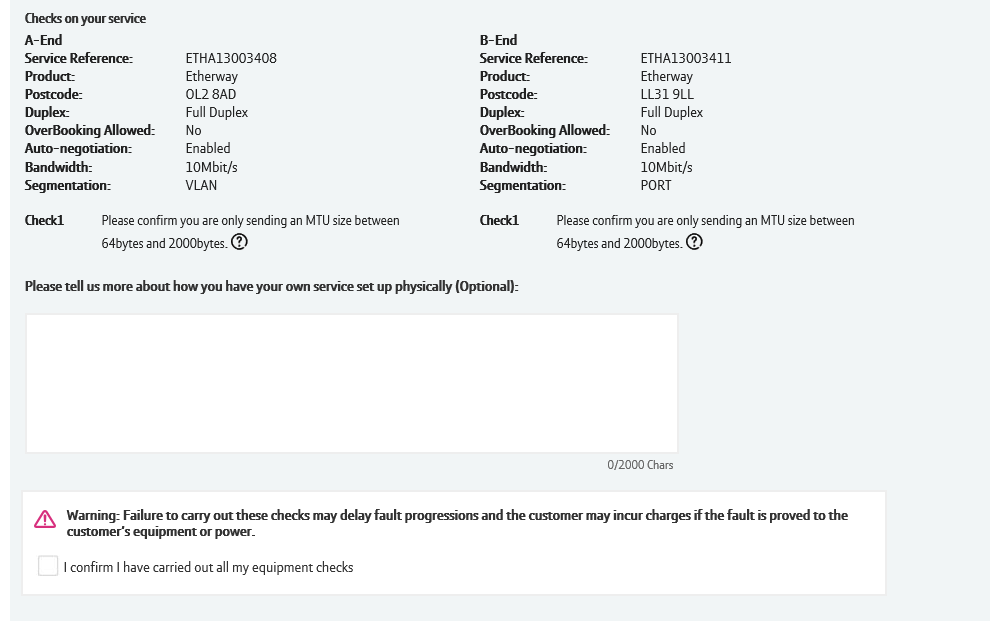 Checks on your service
A-End
Service Reference: ETHA13003408
Product: Etherway
Postcode: OL2 8AD
Duplex: Full Duplex
OverBooking Allowed: No
Auto-negotiation: Enabled
Bandwidth: 10Mbit/s
Segmentation: VLAN
Check1 Please confirm you are only sending an MTU size between
64bytes and 2000bytes. ?
B-End
Service Reference: ETHA13003411
Product: Etherway
Postcode: LL31 9LL
Duplex: Full Duplex
OverBooking Allowed: No
Auto-negotiation: Enabled
Bandwidth: 10Mbit/s
Segmentation: PORT
Check1 Please confirm you are only sending an MTU size between
64bytes and 2000bytes. ?
Please tell us more about how you have your own service set up physically (Optional):
0/2000 Chars
Warning: Failure to carry out these checks may delay fault progressions and the customer may incur charges if the fault is proved to the
customer's equipment or power.
I confirm I have carried out all my equipment checks